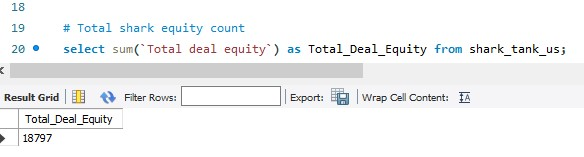 18
19 # Total shark equity count
20 select sum(`Total deal equity`) as Total_Deal_Equity from shark_tank_us;
Result Grid Filter Rows: Export: Wrap Cell Content: IA
Total_Deal_Equity
18797